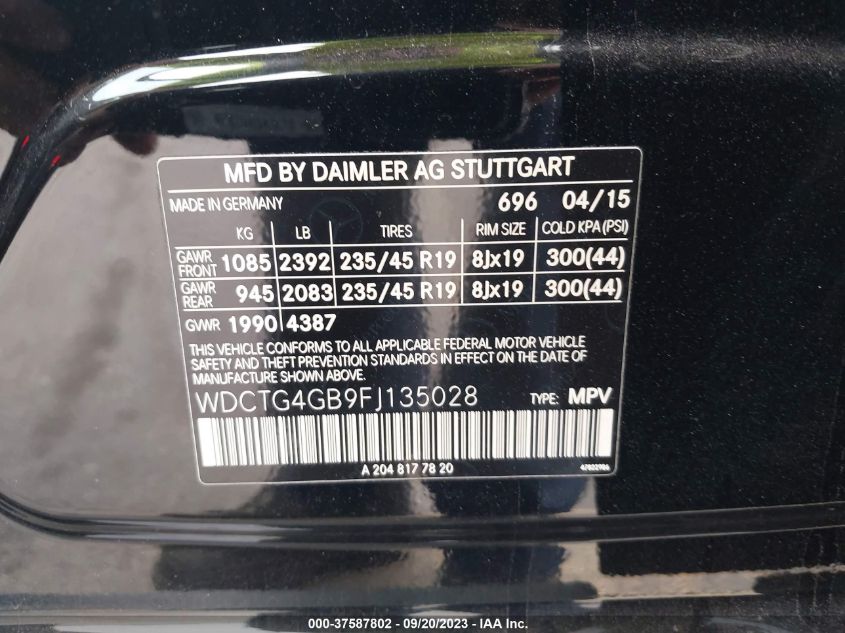 MFD BY DAIMLER AG STUTTGART
MADE IN GERMANY 696 04/15
KG LB TIRES RIM SIZE COLD KPA (PSI)
GAWR FRONT 1085 2392 235/45 R19 8Jx19 300(44)
GAWR REAR 945 2083 235/45 R19 8Jx19 300(44)
GVWR 1990 4387
THIS VEHICLE CONFORMS TO ALL APPLICABLE FEDERAL MOTOR VEHICLE
SAFETY AND THEFT PREVENTION STANDARDS IN EFFECT ON THE DATE OF
MANUFACTURE SHOWN ABOVE.
WDCTG4GB9FJ135028 TYPE: MPV
A 204 817 78 20
000-37587802 - 09/20/2023 - IAA Inc.